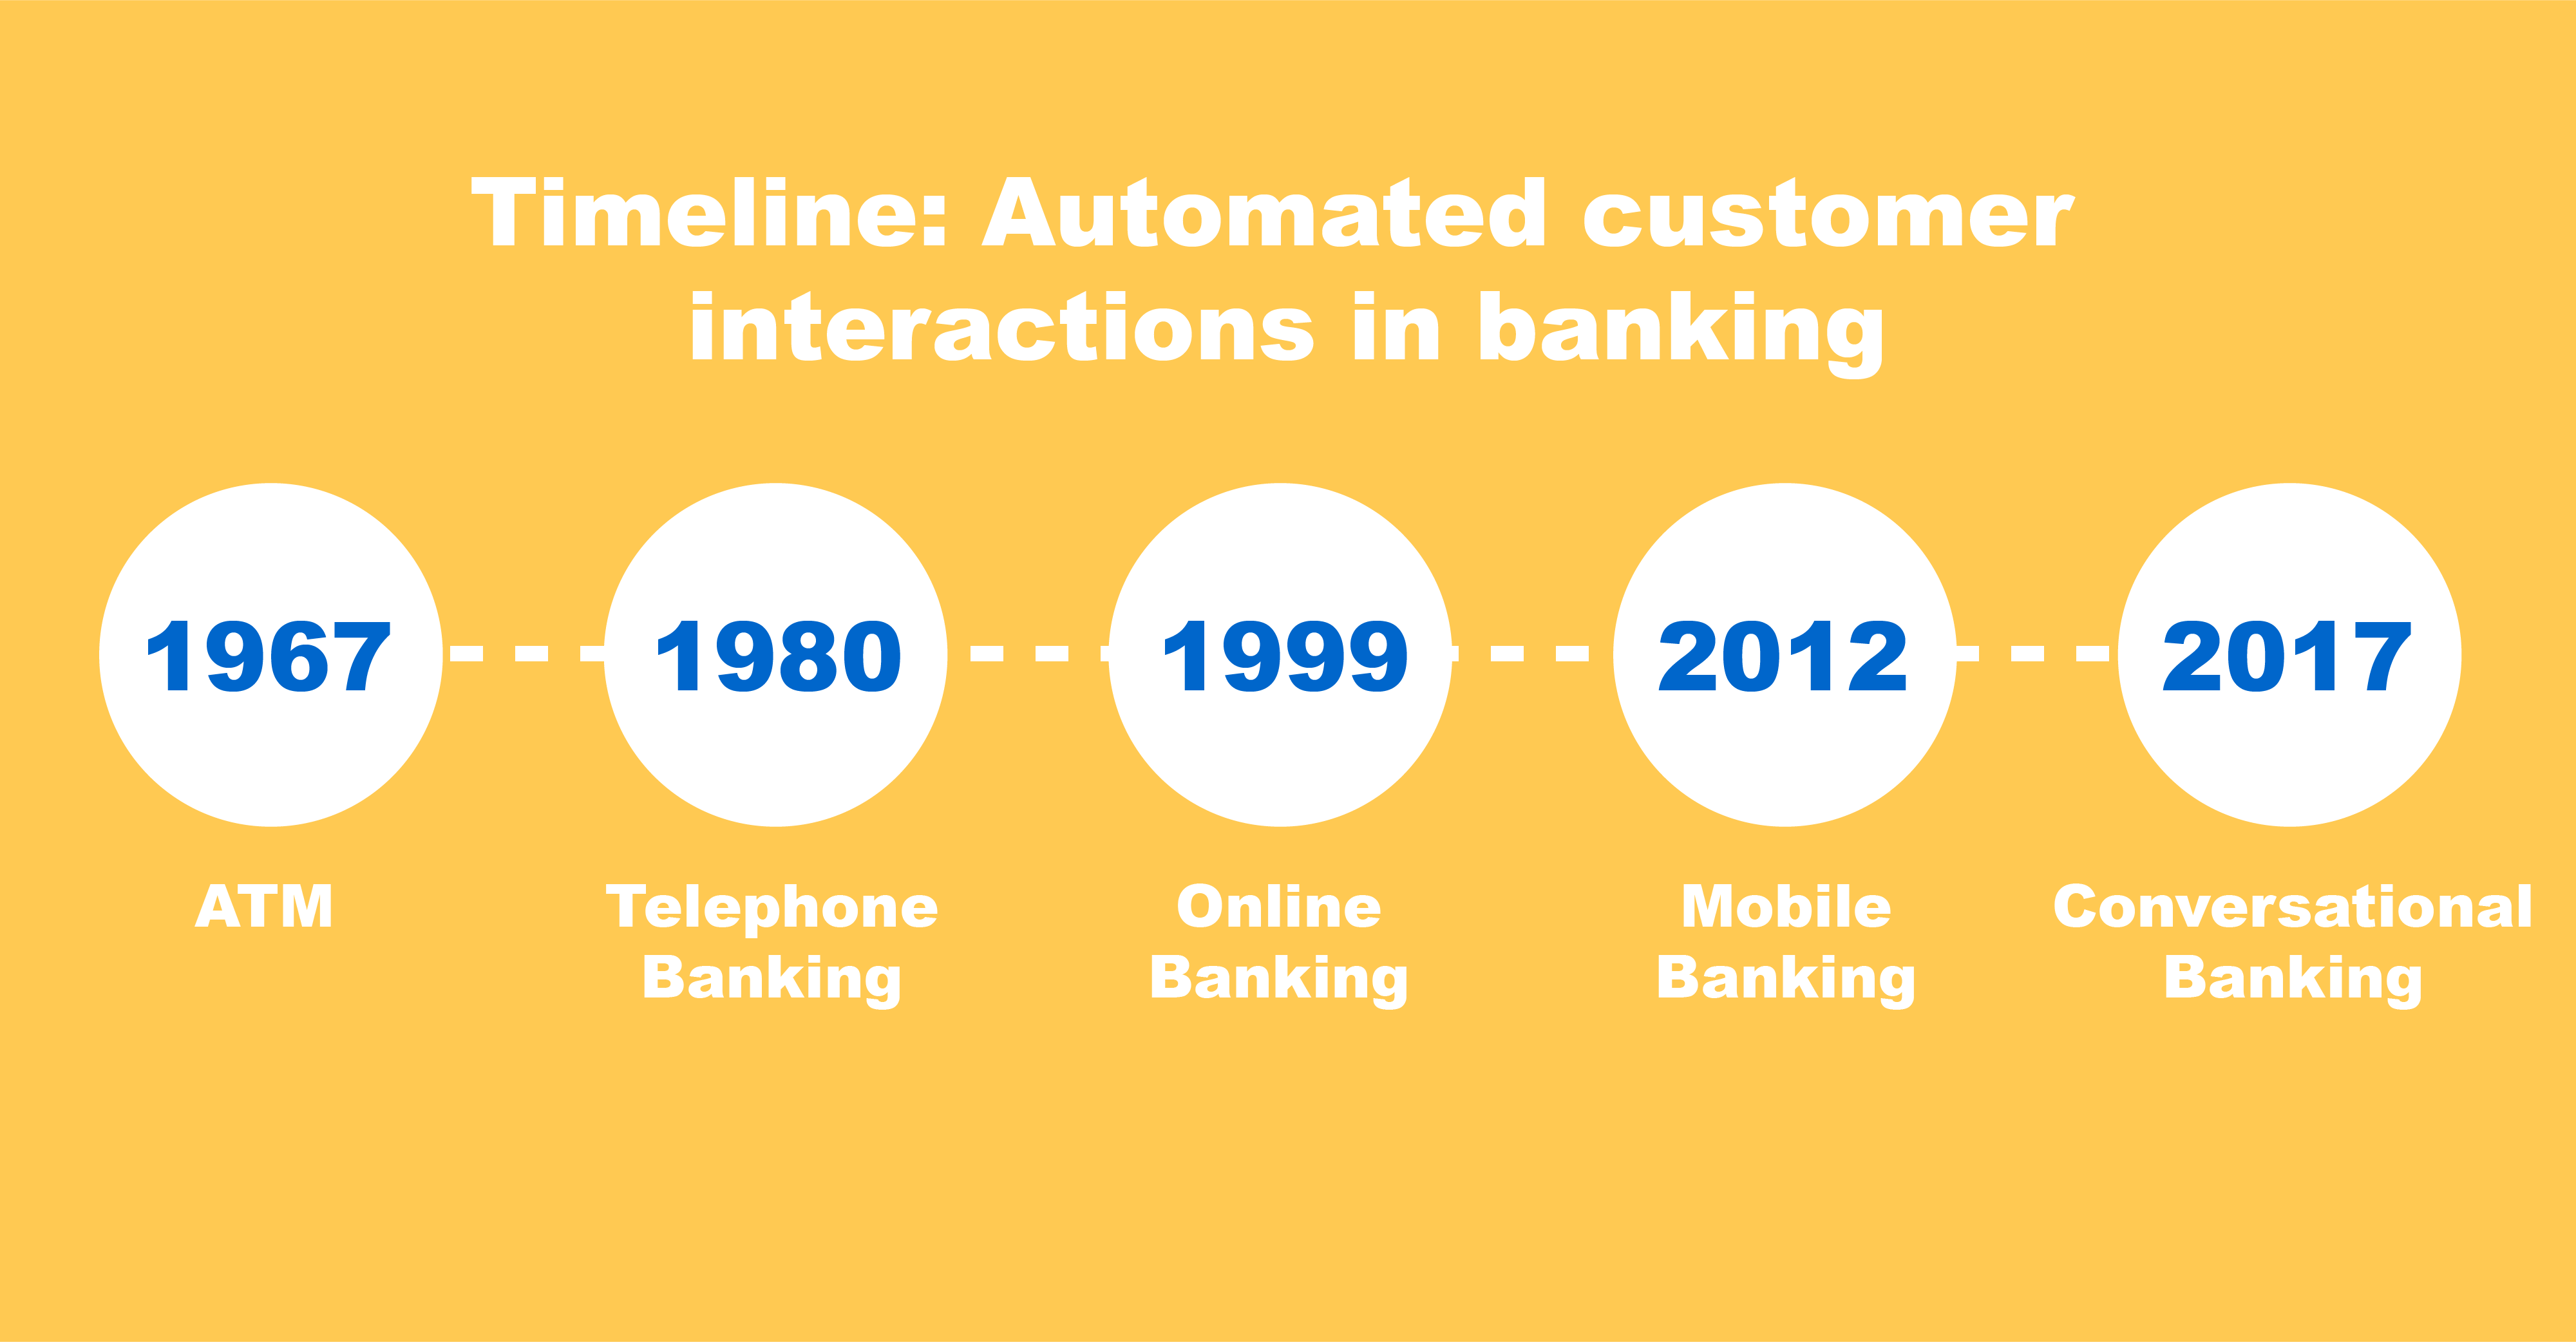 Timeline: Automated customer
interactions in banking
1967
1980
1999
2012
2017
ATM
Telephone
Banking
Online
Banking
Mobile
Banking
Conversational
Banking